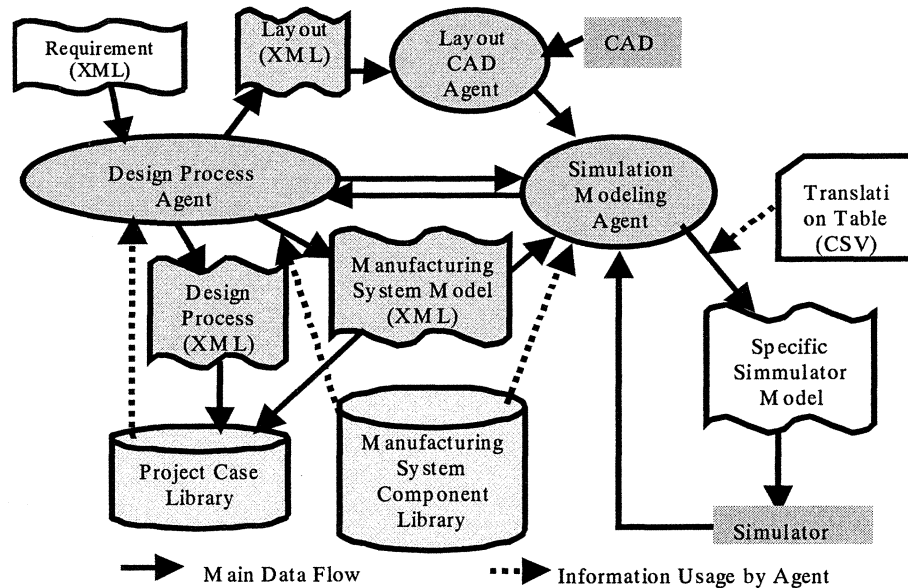 Requirement
(XML)
Layout
(XML)
Layout
CAD
Agent
CAD
Design Process
Agent
Simulation
Modeling
Agent
Translati
on Table
(CSV)
Design
Process
(XML)
Manufacturing
System Model
(XML)
Specific
Simmulator
Model
Project Case
Library
Manufacturing
System
Component
Library
Simulator
Main Data Flow
Information Usage by Agent